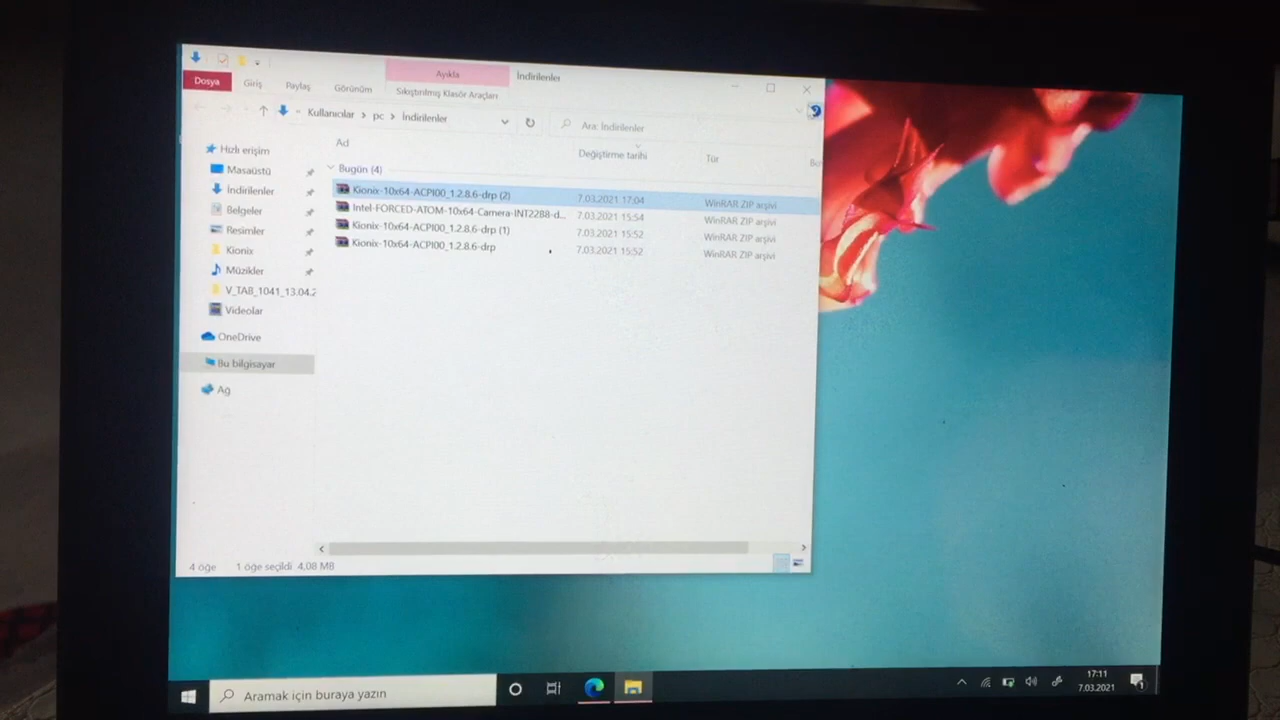 Ayıkla
İndirilenler
Dosya
Giriş
Paylaş
Görünüm
Sıkıştırılmış Klasör Araçları
Kullanıcılar > pc > İndirilenler
Ara: İndirilenler
Ad
Değiştirme tarihi
Tür
Hızlı erişim
Masaüstü
İndirilenler
Belgeler
Resimler
Kionix
Müzikler
V_TAB_1041_13.04.2
Videolar
OneDrive
Bu bilgisayar
Ağ
Bugün (4)
Kionix-10x64-ACPI00_1.2.8.6-drp (2) 7.03.2021 17:04 WinRAR ZIP arşivi
Intel-FORCED-ATOM-10x64-Camera-INT2288-d... 7.03.2021 15:54 WinRAR ZIP arşivi
Kionix-10x64-ACPI00_1.2.8.6-drp (1) 7.03.2021 15:52 WinRAR ZIP arşivi
Kionix-10x64-ACPI00_1.2.8.6-drp 7.03.2021 15:52 WinRAR ZIP arşivi
4 öğe 1 öğe seçildi 4,08 MB
Aramak için buraya yazın
17:11
7.03.2021
1